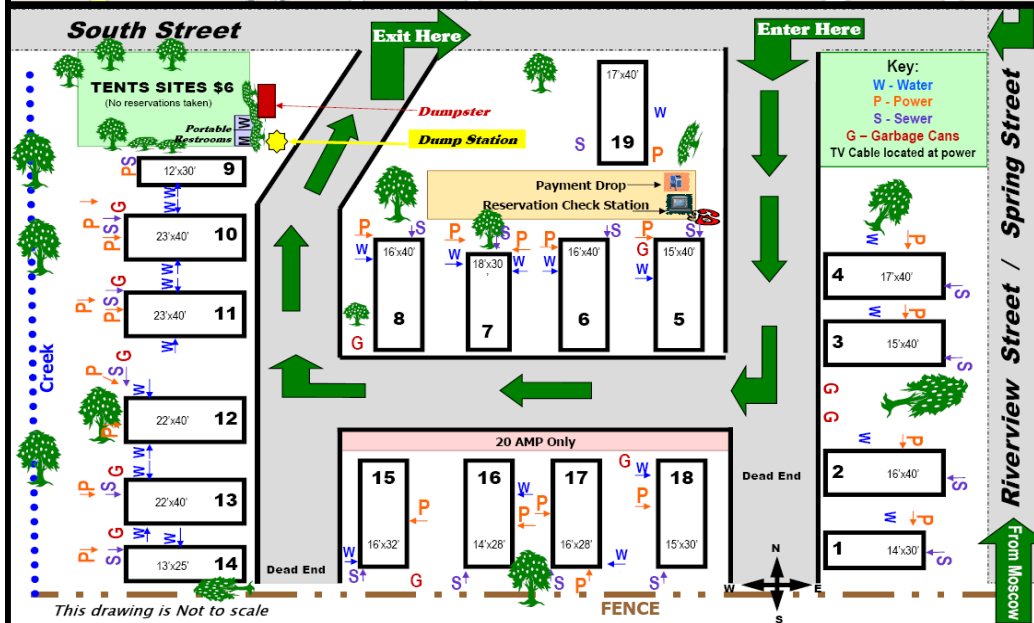 South Street
Exit Here
Enter Here
TENTS SITES $6
(No reservations taken)
Portable
Restrooms
M W
Dumpster
Dump Station
17'x40'
19
W
S
P
Key:
W - Water
P - Power
S - Sewer
G – Garbage Cans
TV Cable located at power
Payment Drop
Reservation Check Station
PS
12'x30' 9
W W
P G
S
P
23'x40' 10
W W
P G
S
P
23'x40' 11
W
P G
S
W
22'x40' 12
P
W W
P G
S
22'x40' 13
G
W W
P
S
13'x25' 14
Creek
P S
W
16'x40'
8
G
P S
W P
W
18'x30
'
7
P S
W
16'x40'
6
P S
G
W
15'x40'
5
W P
4 17'x40'
S
W P
3 15'x40'
S
G
G
W P
2 16'x40'
S
W P
1 14'x30'
S
20 AMP Only
15
P
16'x32'
W
S
G
16
W
P
P
14'x28'
S
17
P
16'x28'
W
S
P
G
W
P
18
15'x30'
S
Dead End
Dead End
N
W E
S
Riverview Street / Spring Street
From Moscow
FENCE
This drawing is Not to scale